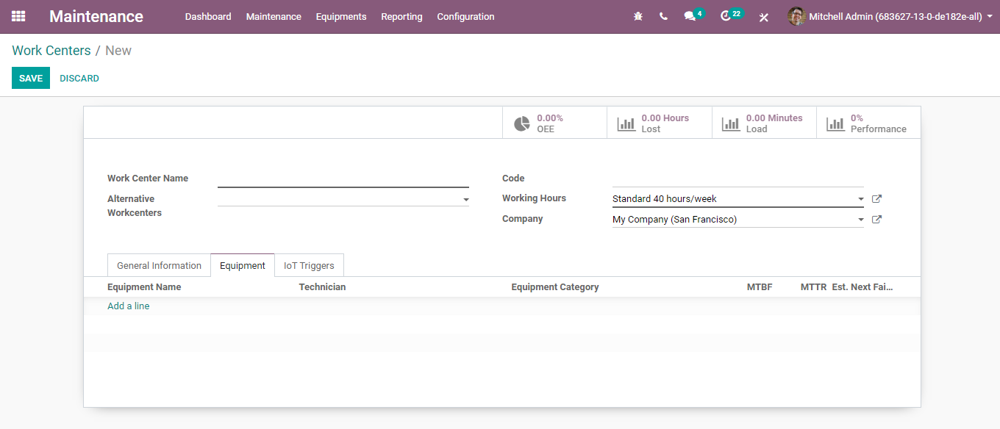 Maintenance Dashboard Maintenance Equipments Reporting Configuration 4 22 Mitchell Admin (683627-13-0-de182e-all)
Work Centers / New
SAVE DISCARD
0.00% 0.00 Hours 0.00 Minutes 0%
OEE Lost Load Performance
Work Center Name Code
Alternative Workcenters Working Hours Standard 40 hours/week
Company My Company (San Francisco)
General Information Equipment IoT Triggers
Equipment Name Technician Equipment Category MTBF MTTR Est. Next Fai...
Add a line